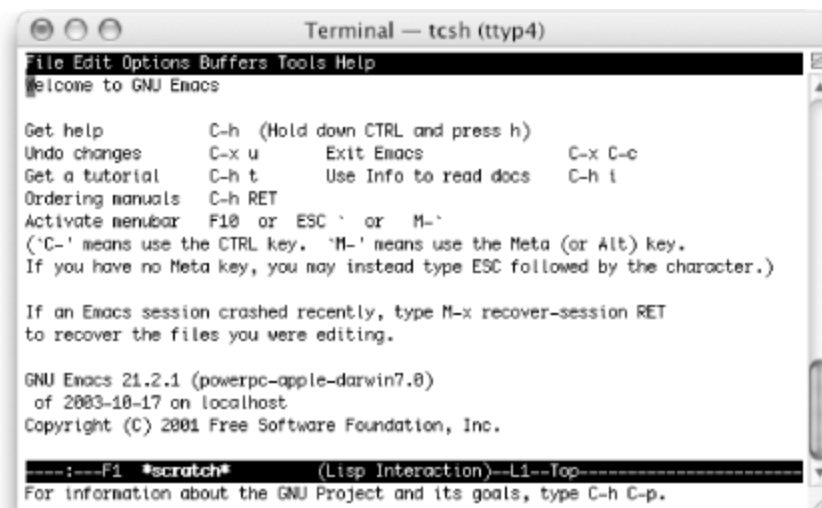 Terminal — tcsh (ttyp4)
File Edit Options Buffers Tools Help
Welcome to GNU Emacs
Get help C-h (Hold down CTRL and press h)
Undo changes C-x u Exit Emacs C-x C-c
Get a tutorial C-h t Use Info to read docs C-h i
Ordering manuals C-h RET
Activate menubar F10 or ESC ` or M-`
(`C-' means use the CTRL key. `M-' means use the Meta (or Alt) key.
If you have no Meta key, you may instead type ESC followed by the character.)
If an Emacs session crashed recently, type M-x recover-session RET
to recover the files you were editing.
GNU Emacs 21.2.1 (powerpc-apple-darwin7.0)
of 2003-10-17 on localhost
Copyright (C) 2001 Free Software Foundation, Inc.
----:---F1 *scratch* (Lisp Interaction)--L1--Top-----------------------
For information about the GNU Project and its goals, type C-h C-p.